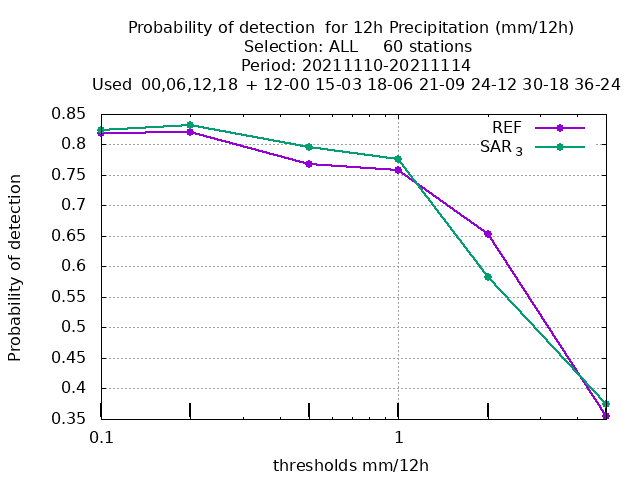 Probability of detection  for 12h Precipitation (mm/12h)
Selection: ALL     60 stations
Period: 20211110-20211114
Used  00,06,12,18  + 12-00 15-03 18-06 21-09 24-12 30-18 36-24
0.85
0.8
0.75
0.7
0.65
0.6
0.55
0.5
0.45
0.4
0.35
Probability of detection
REF
SAR 3
0.1
1
thresholds mm/12h